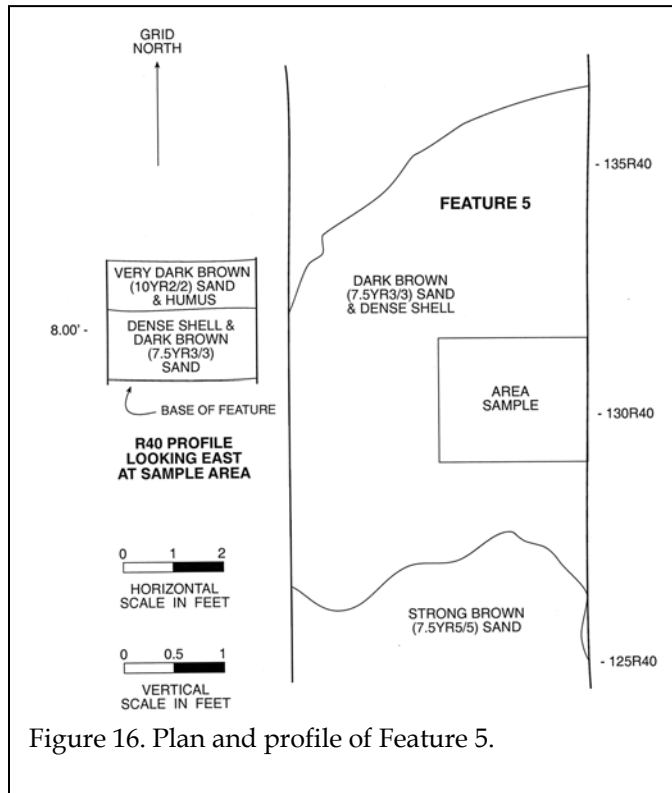 GRID
NORTH
- 135R40
FEATURE 5
VERY DARK BROWN
(10YR2/2) SAND
& HUMUS
DARK BROWN
(7.5YR3/3) SAND
& DENSE SHELL
8.00' -
DENSE SHELL &
DARK BROWN
(7.5YR3/3)
SAND
AREA
SAMPLE
- 130R40
BASE OF FEATURE
R40 PROFILE
LOOKING EAST
AT SAMPLE AREA
0 1 2
HORIZONTAL
SCALE IN FEET
STRONG BROWN
(7.5YR5/5) SAND
0 0.5 1
VERTICAL
SCALE IN FEET
- 125R40
Figure 16. Plan and profile of Feature 5.